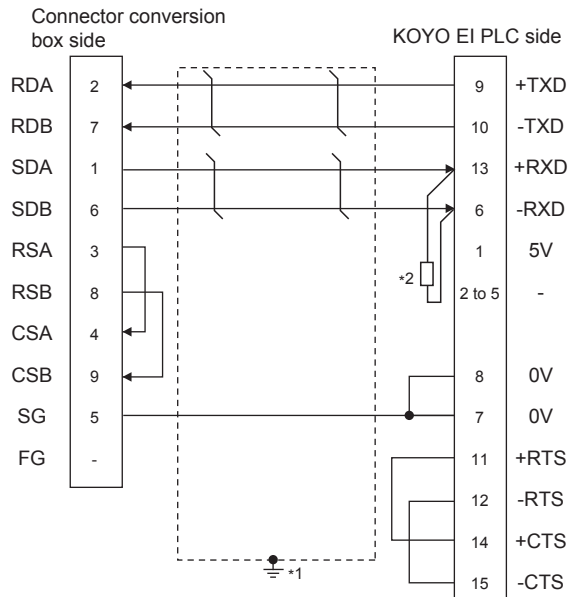 Connector conversion
box side
KOYO EI PLC side
RDA 2 9 +TXD
RDB 7 10 -TXD
SDA 1 13 +RXD
SDB 6 6 -RXD
RSA 3 1 5V
*2
RSB 8 2 to 5 -
CSA 4
CSB 9 8 0V
SG 5 7 0V
FG - 11 +RTS
12 -RTS
14 +CTS
*1
15 -CTS